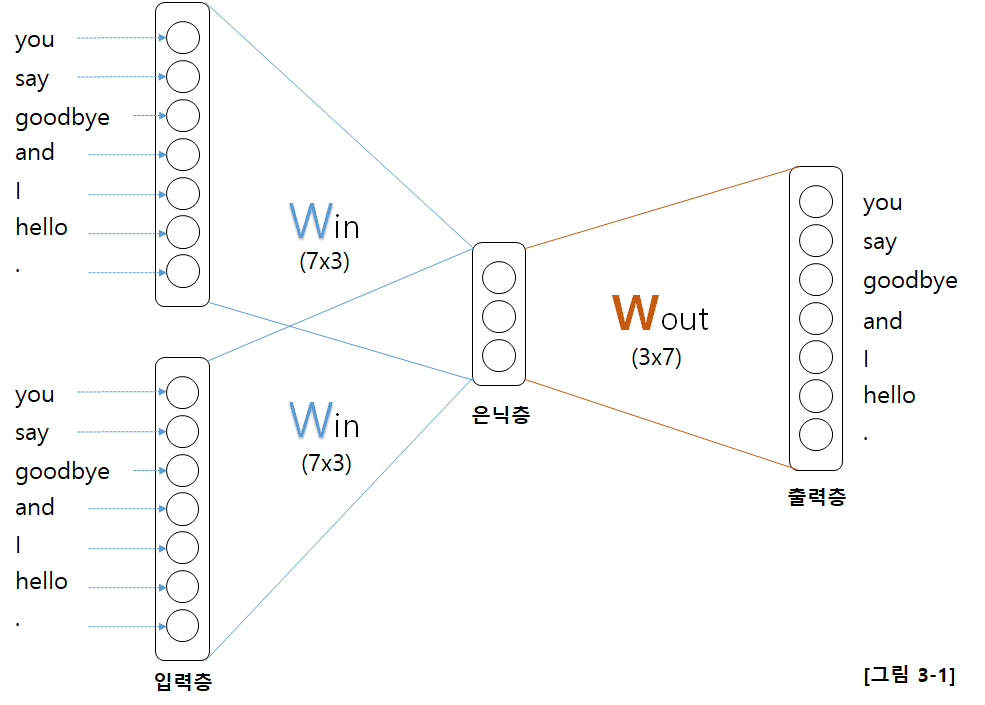 you
say
goodbye
and
I
hello
.
Win
(7x3)
you
say
goodbye
and
I
hello
.
입력층
Win
(7x3)
은닉층
Wout
(3x7)
you
say
goodbye
and
I
hello
.
출력층
[그림 3-1]